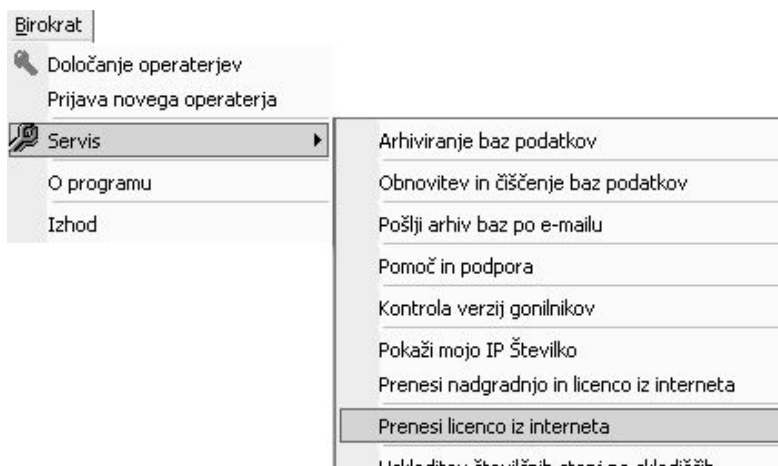 Birokrat
Določanje operaterjev
Prijava novega operaterja
Servis
O programu
Izhod
Arhiviranje baz podatkov
Obnovitev in čiščenje baz podatkov
Pošlji arhiv baz po e-mailu
Pomoč in podpora
Kontrola verzij gonilnikov
Pokaži mojo IP Številko
Prenesi nadgradnjo in licenco iz interneta
Prenesi licenco iz interneta